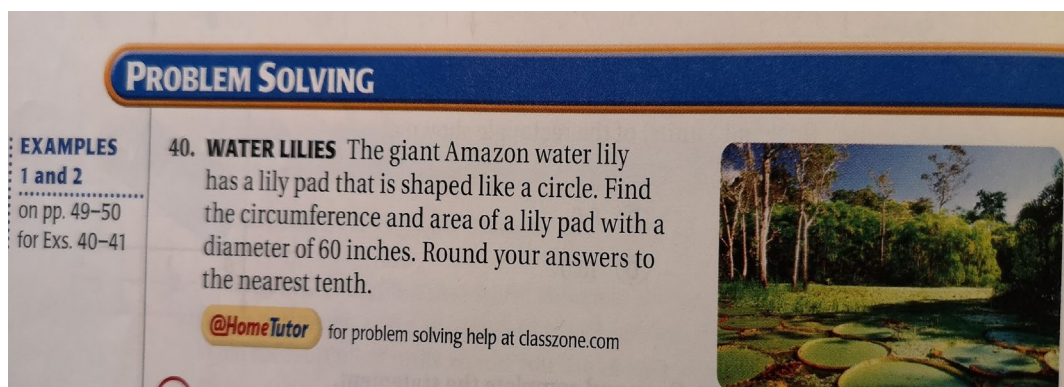 PROBLEM SOLVING
EXAMPLES
1 and 2
on pp. 49–50
for Exs. 40–41
40. WATER LILIES The giant Amazon water lily
has a lily pad that is shaped like a circle. Find
the circumference and area of a lily pad with a
diameter of 60 inches. Round your answers to
the nearest tenth.
@HomeTutor for problem solving help at classzone.com